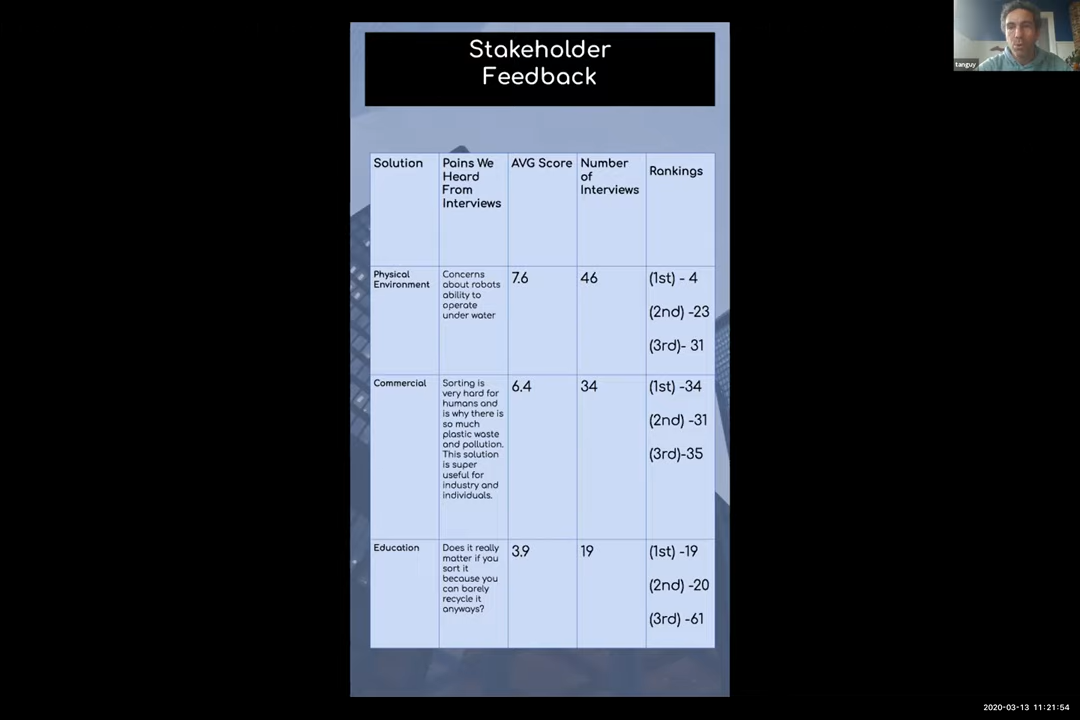 Stakeholder
Feedback
Solution
Pains We
Heard
From
Interviews
AVG Score
Number
of
Interviews
Rankings
Physical
Environment
Concerns
about robots
ability to
operate
under water
7.6
46
(1st) - 4
(2nd) -23
(3rd)- 31
Commercial
Sorting is
very hard for
humans and
is why there is
so much
plastic waste
and pollution.
This solution
is super
useful for
industry and
individuals.
6.4
34
(1st) -34
(2nd) -31
(3rd)-35
Education
Does it really
matter if you
sort it
because you
can barely
recycle it
anyways?
3.9
19
(1st) -19
(2nd) -20
(3rd) -61
tanguy
2020-03-13 11:21:54